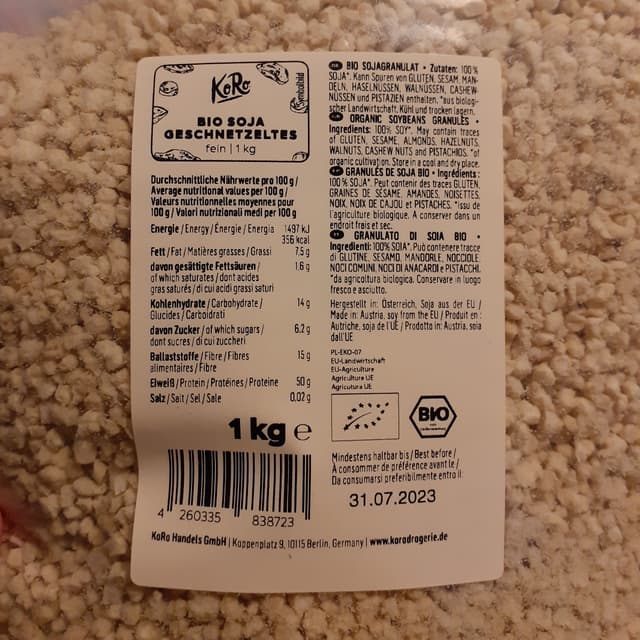 KoRo
Symbolbild
BIO SOJA
GESCHNETZELTES
fein | 1 kg
Durchschnittliche Nährwerte pro 100 g /
Average nutritional values per 100 g /
Valeurs nutritionnelles moyennes pour
100 g / Valori nutrizionali medi per 100 g
Energie / Energy / Énergie / Energia 1497 kJ
356 kcal
Fett / Fat / Matières grasses / Grassi 7,5 g
davon gesättigte Fettsäuren / 1,6 g
of which saturates / dont acides
gras saturés / di cui acidi grassi saturi
Kohlenhydrate / Carbohydrate / 14 g
Glucides / Carboidrati
davon Zucker / of which sugars / 6,2 g
dont sucres / di cui zuccheri
Ballaststoffe / Fibre / Fibres 15 g
alimentaires / Fibre
Eiweiß / Protein / Protéines / Proteine 50 g
Salz / Salt / Sel / Sale 0,02 g
1 kg e
4 260335 838723
KoRo Handels GmbH | Koppenplatz 9, 10115 Berlin, Germany | www.korodrogerie.de
BIO SOJAGRANULAT • Zutaten: 100 %
SOJA*. Kann Spuren von GLUTEN, SESAM, MAN-
DELN, HASELNÜSSEN, WALNÜSSEN, CASHEW-
NÜSSEN und PISTAZIEN enthalten. *aus biologi-
scher Landwirtschaft. Kühl und trocken lagern.
ORGANIC SOYBEANS GRANULES •
Ingredients: 100% SOY*. May contain traces
of GLUTEN, SESAME, ALMONDS, HAZELNUTS,
WALNUTS, CASHEW NUTS and PISTACHIOS. *of
organic cultivation. Store in a cool and dry place.
GRANULÉS DE SOJA BIO • Ingrédients :
100 % SOJA*. Peut contenir des traces GLUTEN,
GRAINES DE SÉSAME, AMANDES, NOISETTES,
NOIX, NOIX DE CAJOU et PISTACHES. *issu de
l'agriculture biologique. A conserver dans un
endroit frais et sec.
GRANULATO DI SOIA BIO •
Ingredienti: 100% SOIA*. Può contenere tracce
di GLUTINE, SESAMO, MANDORLE, NOCCIOLE,
NOCI COMUNI, NOCI DI ANACARDI e PISTACCHI.
*da agricoltura biologica. Conservare in luogo
fresco e asciutto.
Hergestellt in: Österreich, Soja aus der EU /
Made in: Austria, soy from the EU / Produit en :
Autriche, soja de l'UE / Prodotto in: Austria, soia
dall'UE
PL-EKO-07
EU-Landwirtschaft
EU-Agriculture
Agriculture UE
Agricoltura UE
BIO
Mindestens haltbar bis / Best before /
À consommer de préférence avant le /
Da consumarsi preferibilmente entro il:
31.07.2023